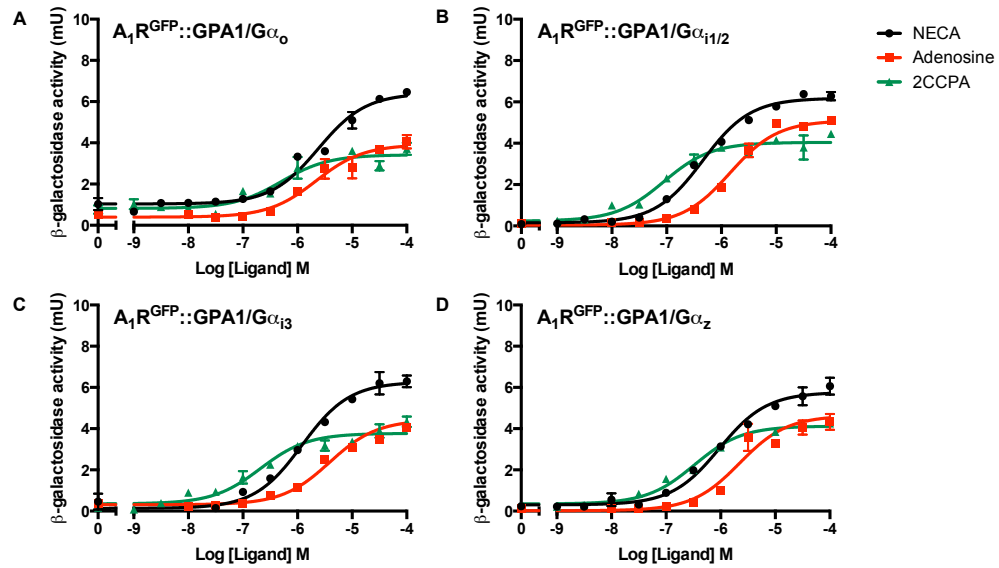 A
A₁Rᴳᶠᴾ::GPA1/Gαₒ
β-galactosidase activity (mU)
10
8
6
4
2
0
0 -9 -8 -7 -6 -5 -4
Log [Ligand] M
B
A₁Rᴳᶠᴾ::GPA1/Gαi1/2
β-galactosidase activity (mU)
10
8
6
4
2
0
0 -9 -8 -7 -6 -5 -4
Log [Ligand] M
NECA
Adenosine
2CCPA
C
A₁Rᴳᶠᴾ::GPA1/Gαi3
β-galactosidase activity (mU)
10
8
6
4
2
0
0 -9 -8 -7 -6 -5 -4
Log [Ligand] M
D
A₁Rᴳᶠᴾ::GPA1/Gαz
β-galactosidase activity (mU)
10
8
6
4
2
0
0 -9 -8 -7 -6 -5 -4
Log [Ligand] M